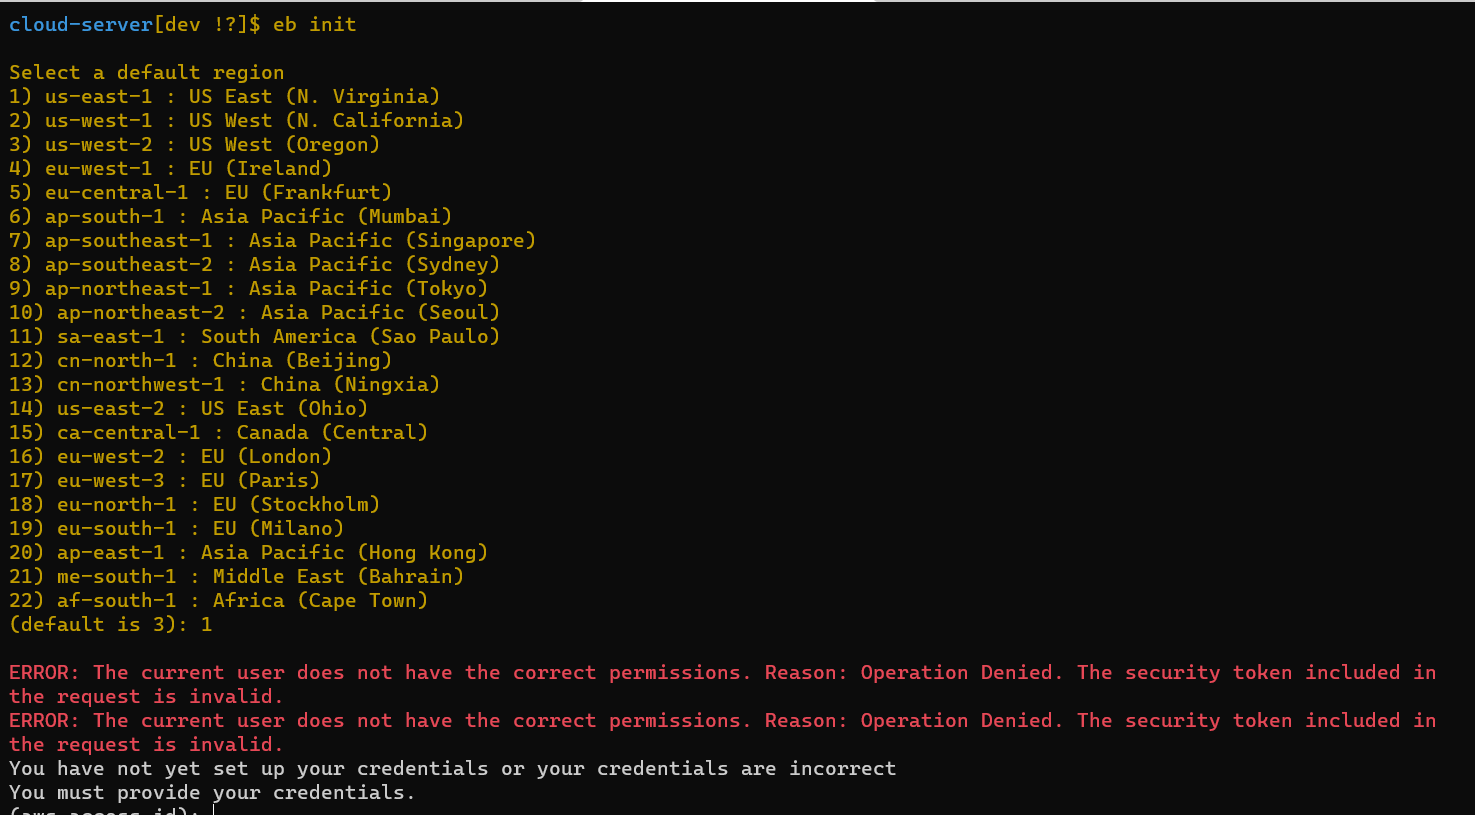 cloud-server[dev !?]$ eb init
Select a default region
1) us-east-1 : US East (N. Virginia)
2) us-west-1 : US West (N. California)
3) us-west-2 : US West (Oregon)
4) eu-west-1 : EU (Ireland)
5) eu-central-1 : EU (Frankfurt)
6) ap-south-1 : Asia Pacific (Mumbai)
7) ap-southeast-1 : Asia Pacific (Singapore)
8) ap-southeast-2 : Asia Pacific (Sydney)
9) ap-northeast-1 : Asia Pacific (Tokyo)
10) ap-northeast-2 : Asia Pacific (Seoul)
11) sa-east-1 : South America (Sao Paulo)
12) cn-north-1 : China (Beijing)
13) cn-northwest-1 : China (Ningxia)
14) us-east-2 : US East (Ohio)
15) ca-central-1 : Canada (Central)
16) eu-west-2 : EU (London)
17) eu-west-3 : EU (Paris)
18) eu-north-1 : EU (Stockholm)
19) eu-south-1 : EU (Milano)
20) ap-east-1 : Asia Pacific (Hong Kong)
21) me-south-1 : Middle East (Bahrain)
22) af-south-1 : Africa (Cape Town)
(default is 3): 1
ERROR: The current user does not have the correct permissions. Reason: Operation Denied. The security token included in
the request is invalid.
ERROR: The current user does not have the correct permissions. Reason: Operation Denied. The security token included in
the request is invalid.
You have not yet set up your credentials or your credentials are incorrect
You must provide your credentials.
(aws-access-id):